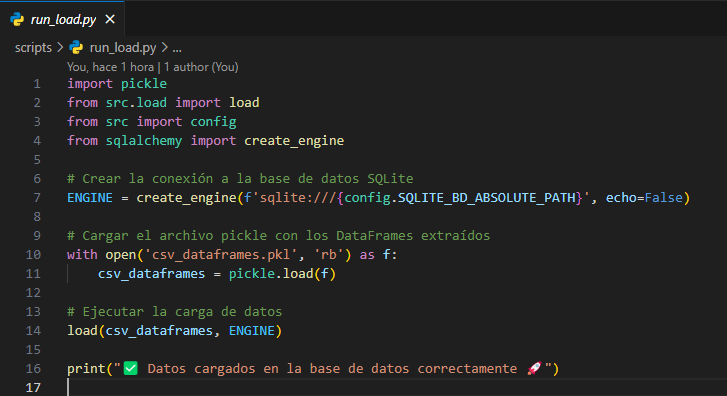 run_load.py
scripts > run_load.py > ...
You, hace 1 hora | 1 author (You)
1 import pickle
2 from src.load import load
3 from src import config
4 from sqlalchemy import create_engine
5
6 # Crear la conexión a la base de datos SQLite
7 ENGINE = create_engine(f'sqlite:///{config.SQLITE_BD_ABSOLUTE_PATH}', echo=False)
8
9 # Cargar el archivo pickle con los DataFrames extraídos
10 with open('csv_dataframes.pkl', 'rb') as f:
11     csv_dataframes = pickle.load(f)
12
13 # Ejecutar la carga de datos
14 load(csv_dataframes, ENGINE)
15
16 print("✅ Datos cargados en la base de datos correctamente 🚀")
17